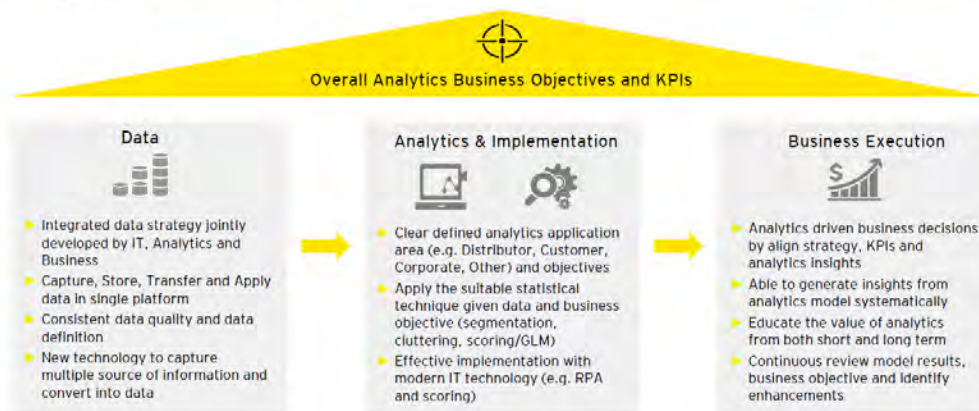 Overall Analytics Business Objectives and KPIs
Data
Integrated data strategy jointly
developed by IT, Analytics and
Business
Capture, Store, Transfer and Apply
data in single platform
Consistent data quality and data
definition
New technology to capture
multiple source of information and
convert into data
Analytics & Implementation
Clear defined analytics application
area (e.g. Distributor, Customer,
Corporate, Other) and objectives
Apply the suitable statistical
technique given data and business
objective (segmentation,
cluttering, scoring/GLM)
Effective implementation with
modern IT technology (e.g. RPA
and scoring)
Business Execution
$
Analytics driven business decisions
by align strategy, KPIs and
analytics insights
Able to generate insights from
analytics model systematically
Educate the value of analytics
from both short and long term
Continuous review model results,
business objective and identify
enhancements